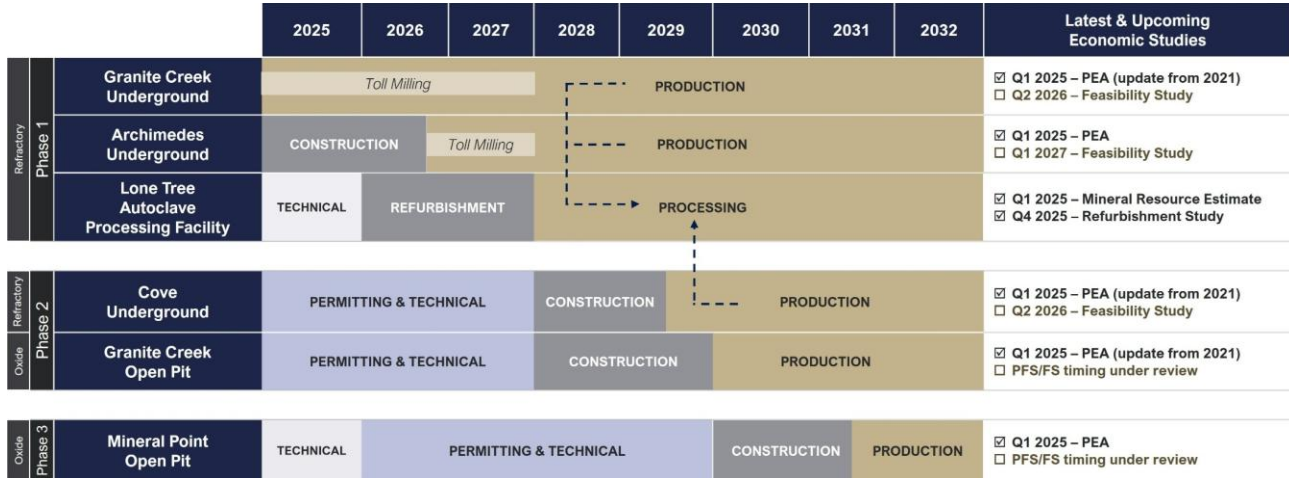 2025 2026 2027 2028 2029 2030 2031 2032 Latest & Upcoming
Economic Studies
Refractory
Phase 1
Granite Creek
Underground
Toll Milling
PRODUCTION
☑ Q1 2025 – PEA (update from 2021)
☐ Q2 2026 – Feasibility Study
Archimedes
Underground
CONSTRUCTION
Toll Milling
PRODUCTION
☑ Q1 2025 – PEA
☐ Q1 2027 – Feasibility Study
Lone Tree
Autoclave
Processing Facility
TECHNICAL
REFURBISHMENT
PROCESSING
☑ Q1 2025 – Mineral Resource Estimate
☑ Q4 2025 – Refurbishment Study
Refractory
Phase 2
Cove
Underground
PERMITTING & TECHNICAL
CONSTRUCTION
PRODUCTION
☑ Q1 2025 – PEA (update from 2021)
☐ Q2 2026 – Feasibility Study
Oxide
Granite Creek
Open Pit
PERMITTING & TECHNICAL
CONSTRUCTION
PRODUCTION
☑ Q1 2025 – PEA (update from 2021)
☐ PFS/FS timing under review
Oxide
Phase 3
Mineral Point
Open Pit
TECHNICAL
PERMITTING & TECHNICAL
CONSTRUCTION
PRODUCTION
☑ Q1 2025 – PEA
☐ PFS/FS timing under review